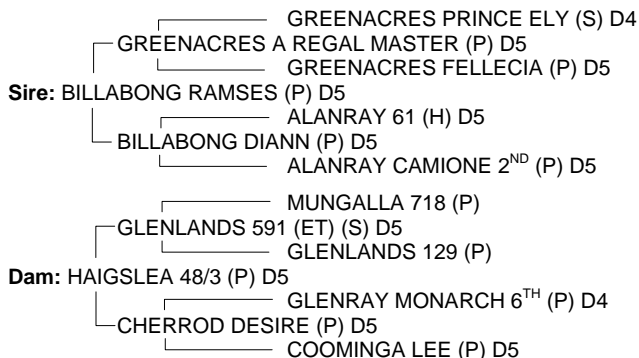 GREENACRES PRINCE ELY (S) D4
GREENACRES A REGAL MASTER (P) D5
GREENACRES FELLECIA (P) D5
Sire: BILLABONG RAMSES (P) D5
ALANRAY 61 (H) D5
BILLABONG DIANN (P) D5
ALANRAY CAMIONE 2ND (P) D5
MUNGALLA 718 (P)
GLENLANDS 591 (ET) (S) D5
GLENLANDS 129 (P)
Dam: HAIGSLEA 48/3 (P) D5
GLENRAY MONARCH 6TH (P) D4
CHERROD DESIRE (P) D5
COOMINGA LEE (P) D5